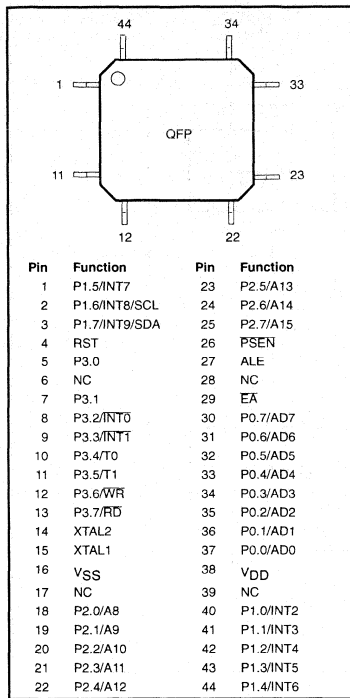 44 34
1 33
QFP
11 23
12 22
Pin Function Pin Function
1 P1.5/INT7 23 P2.5/A13
2 P1.6/INT8/SCL 24 P2.6/A14
3 P1.7/INT9/SDA 25 P2.7/A15
4 RST 26 P̅S̅E̅N̅
5 P3.0 27 ALE
6 NC 28 NC
7 P3.1 29 E̅A̅
8 P3.2/I̅N̅T̅0̅ 30 P0.7/AD7
9 P3.3/I̅N̅T̅1̅ 31 P0.6/AD6
10 P3.4/T0 32 P0.5/AD5
11 P3.5/T1 33 P0.4/AD4
12 P3.6/W̅R̅ 34 P0.3/AD3
13 P3.7/R̅D̅ 35 P0.2/AD2
14 XTAL2 36 P0.1/AD1
15 XTAL1 37 P0.0/AD0
16 VSS 38 VDD
17 NC 39 NC
18 P2.0/A8 40 P1.0/INT2
19 P2.1/A9 41 P1.1/INT3
20 P2.2/A10 42 P1.2/INT4
21 P2.3/A11 43 P1.3/INT5
22 P2.4/A12 44 P1.4/INT6